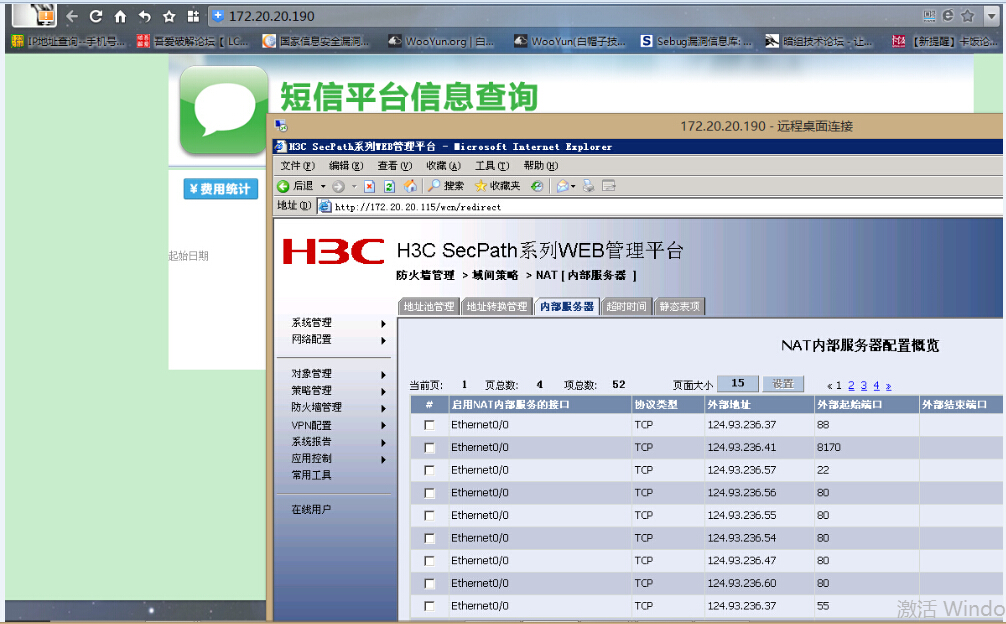 172.20.20.190
IP地址查询--手机号... 吾爱破解论坛【LC... 国家信息安全漏洞... WooYun.org | 白... WooYun(白帽子技... Sebug漏洞信息库:... 暗组技术论坛 - 让... 【新提醒】卡饭论...
短信平台信息查询
172.20.20.190 - 远程桌面连接
H3C SecPath系列WEB管理平台 - Microsoft Internet Explorer
文件(F) 编辑(E) 查看(V) 收藏(A) 工具(T) 帮助(H)
¥费用统计
后退 搜索 收藏夹
地址(D) http://172.20.20.115/wcn/redirect
起始日期
H3C H3C SecPath系列WEB管理平台
防火墙管理 > 域间策略 > NAT [ 内部服务器 ]
地址池管理 地址转换管理 内部服务器 超时时间 静态表项
系统管理
网络配置
对象管理
策略管理
防火墙管理
VPN配置
系统报告
应用控制
常用工具
在线用户
NAT内部服务器配置概览
当前页: 1 页总数: 4 项总数: 52 页面大小 15 设置 « 1 2 3 4 »
# 启用NAT内部服务的接口 协议类型 外部地址 外部起始端口 外部结束端口
Ethernet0/0 TCP 124.93.236.37 88
Ethernet0/0 TCP 124.93.236.41 8170
Ethernet0/0 TCP 124.93.236.57 22
Ethernet0/0 TCP 124.93.236.56 80
Ethernet0/0 TCP 124.93.236.55 80
Ethernet0/0 TCP 124.93.236.54 80
Ethernet0/0 TCP 124.93.236.47 80
Ethernet0/0 TCP 124.93.236.60 80
Ethernet0/0 TCP 124.93.236.37 55
激活 Windo